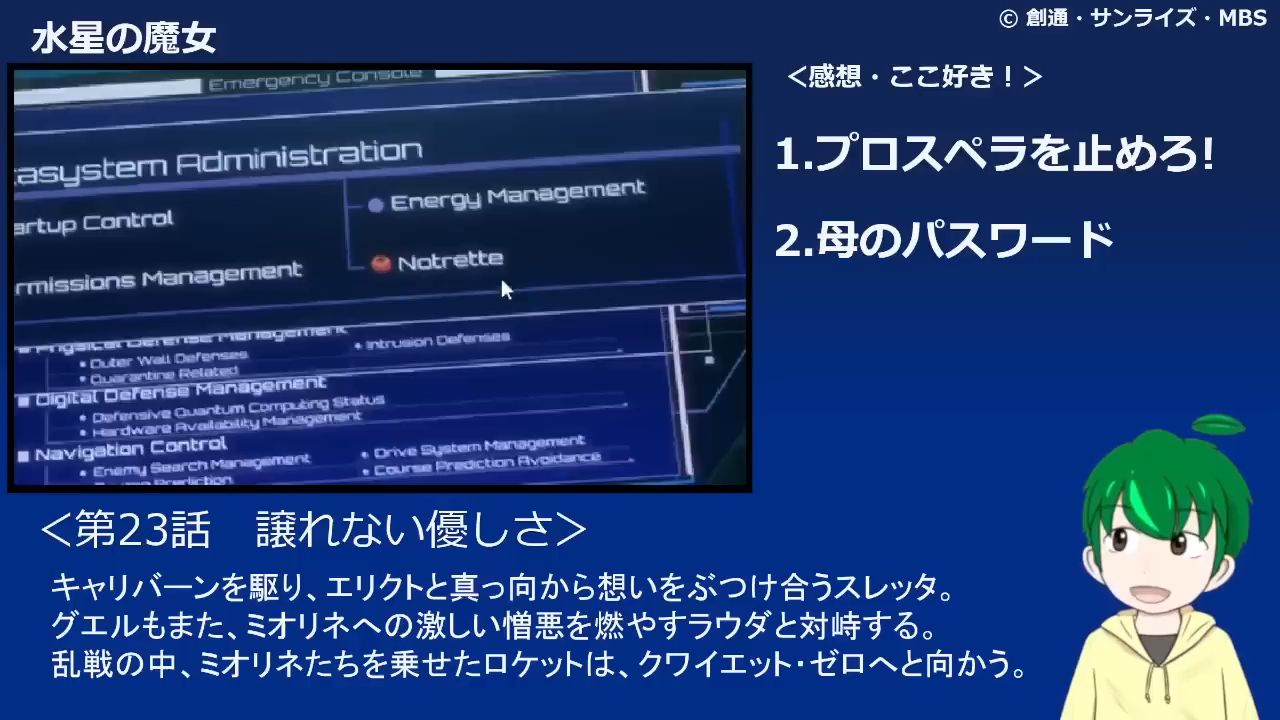 水星の魔女
© 創通・サンライズ・MBS
＜感想・ここ好き！＞
1.プロスペラを止めろ!
2.母のパスワード
Emergency Console
asystem Administration
artup Control
Energy Management
rmissions Management
Notrette
Physical Defense Management
Outer Wall Defenses
Intrusion Defenses
Quarantine Related
Digital Defense Management
Defensive Quantum Computing Status
Hardware Availability Management
Navigation Control
Drive System Management
Enemy Search Management
Course Prediction Avoidance
Prediction
＜第23話　譲れない優しさ＞
キャリバーンを駆り、エリクトと真っ向から想いをぶつけ合うスレッタ。
グエルもまた、ミオリネへの激しい憎悪を燃やすラウダと対峙する。
乱戦の中、ミオリネたちを乗せたロケットは、クワイエット・ゼロへと向かう。